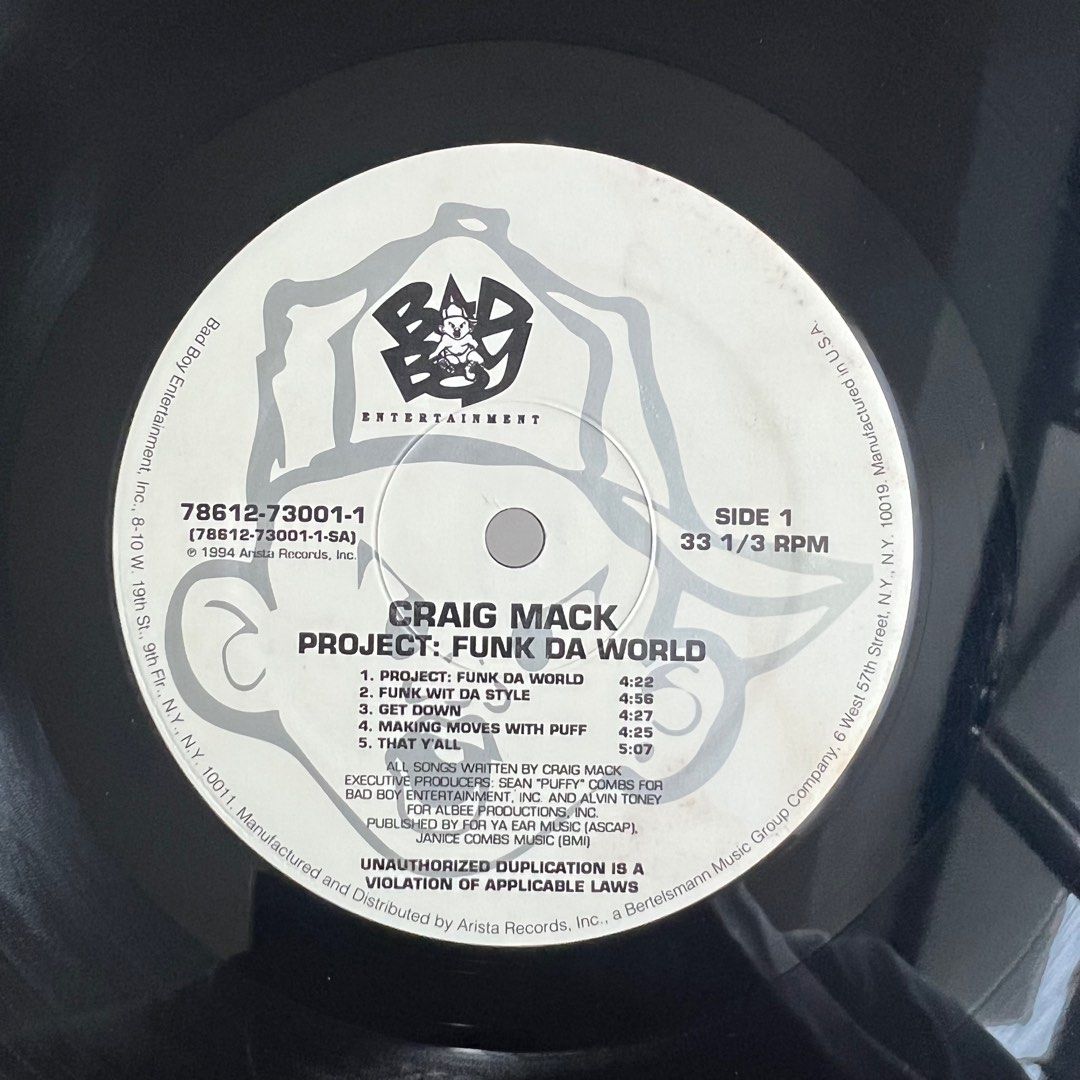 BAD
BOY
ENTERTAINMENT
78612-73001-1
(78612-73001-1-SA)
℗ 1994 Arista Records, Inc.
SIDE 1
33 1/3 RPM
CRAIG MACK
PROJECT: FUNK DA WORLD
1. PROJECT: FUNK DA WORLD 4:22
2. FUNK WIT DA STYLE 4:56
3. GET DOWN 4:27
4. MAKING MOVES WITH PUFF 4:25
5. THAT Y'ALL 5:07
ALL SONGS WRITTEN BY CRAIG MACK
EXECUTIVE PRODUCERS: SEAN "PUFFY" COMBS FOR
BAD BOY ENTERTAINMENT, INC. AND ALVIN TONEY
FOR ALBEE PRODUCTIONS, INC.
PUBLISHED BY FOR YA EAR MUSIC (ASCAP),
JANICE COMBS MUSIC (BMI)
UNAUTHORIZED DUPLICATION IS A
VIOLATION OF APPLICABLE LAWS
Bad Boy Entertainment, Inc., 8-10 W. 19th St., 9th Flr., N.Y., N.Y. 10011. Manufactured and Distributed by Arista Records, Inc., a Bertelsmann Music Group Company, 6 West 57th Street, N.Y., N.Y. 10019. Manufactured in U.S.A.